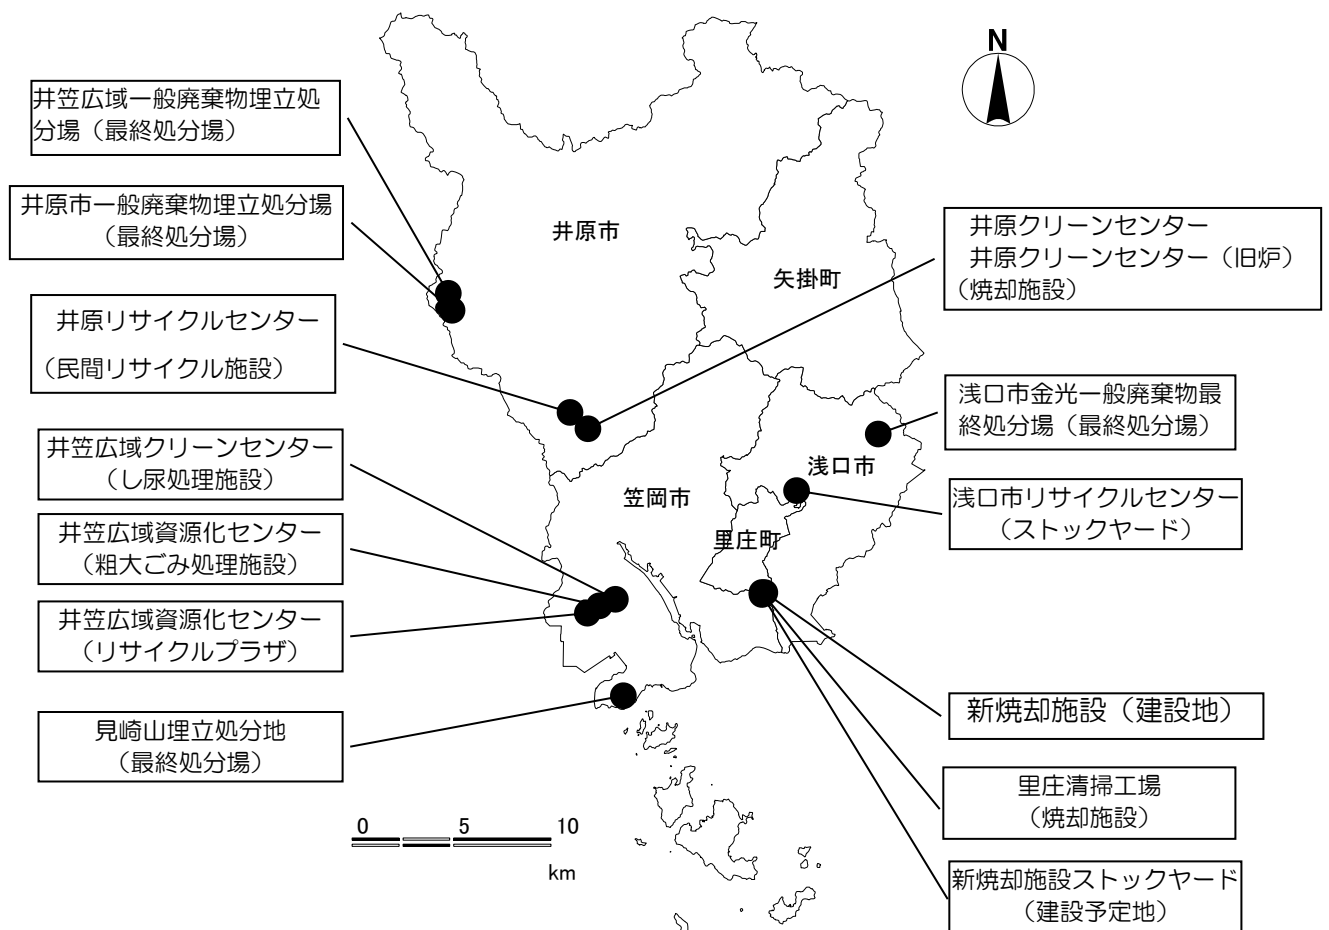 N
井笠広域一般廃棄物埋立処
分場（最終処分場）
井原市一般廃棄物埋立処分場
（最終処分場）
井原リサイクルセンター
（民間リサイクル施設）
井笠広域クリーンセンター
（し尿処理施設）
井笠広域資源化センター
（粗大ごみ処理施設）
井笠広域資源化センター
（リサイクルプラザ）
見崎山埋立処分地
（最終処分場）
井原市
矢掛町
浅口市
笠岡市
里庄町
井原クリーンセンター
井原クリーンセンター（旧炉）
（焼却施設）
浅口市金光一般廃棄物最
終処分場（最終処分場）
浅口市リサイクルセンター
（ストックヤード）
新焼却施設（建設地）
里庄清掃工場
（焼却施設）
新焼却施設ストックヤード
（建設予定地）
0 5 10
km